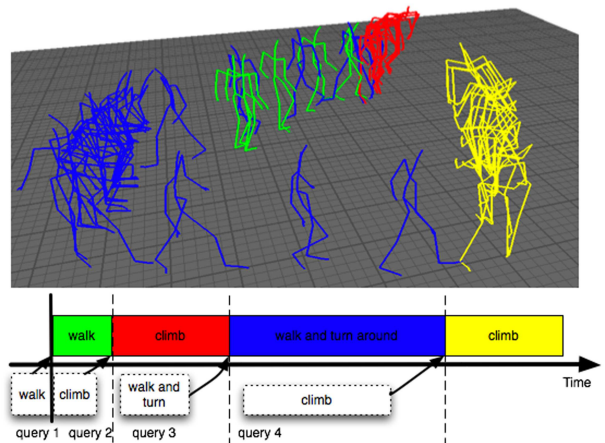 walk climb walk and turn around climb
Time
walk climb walk and turn climb
query 1 query 2 query 3 query 4